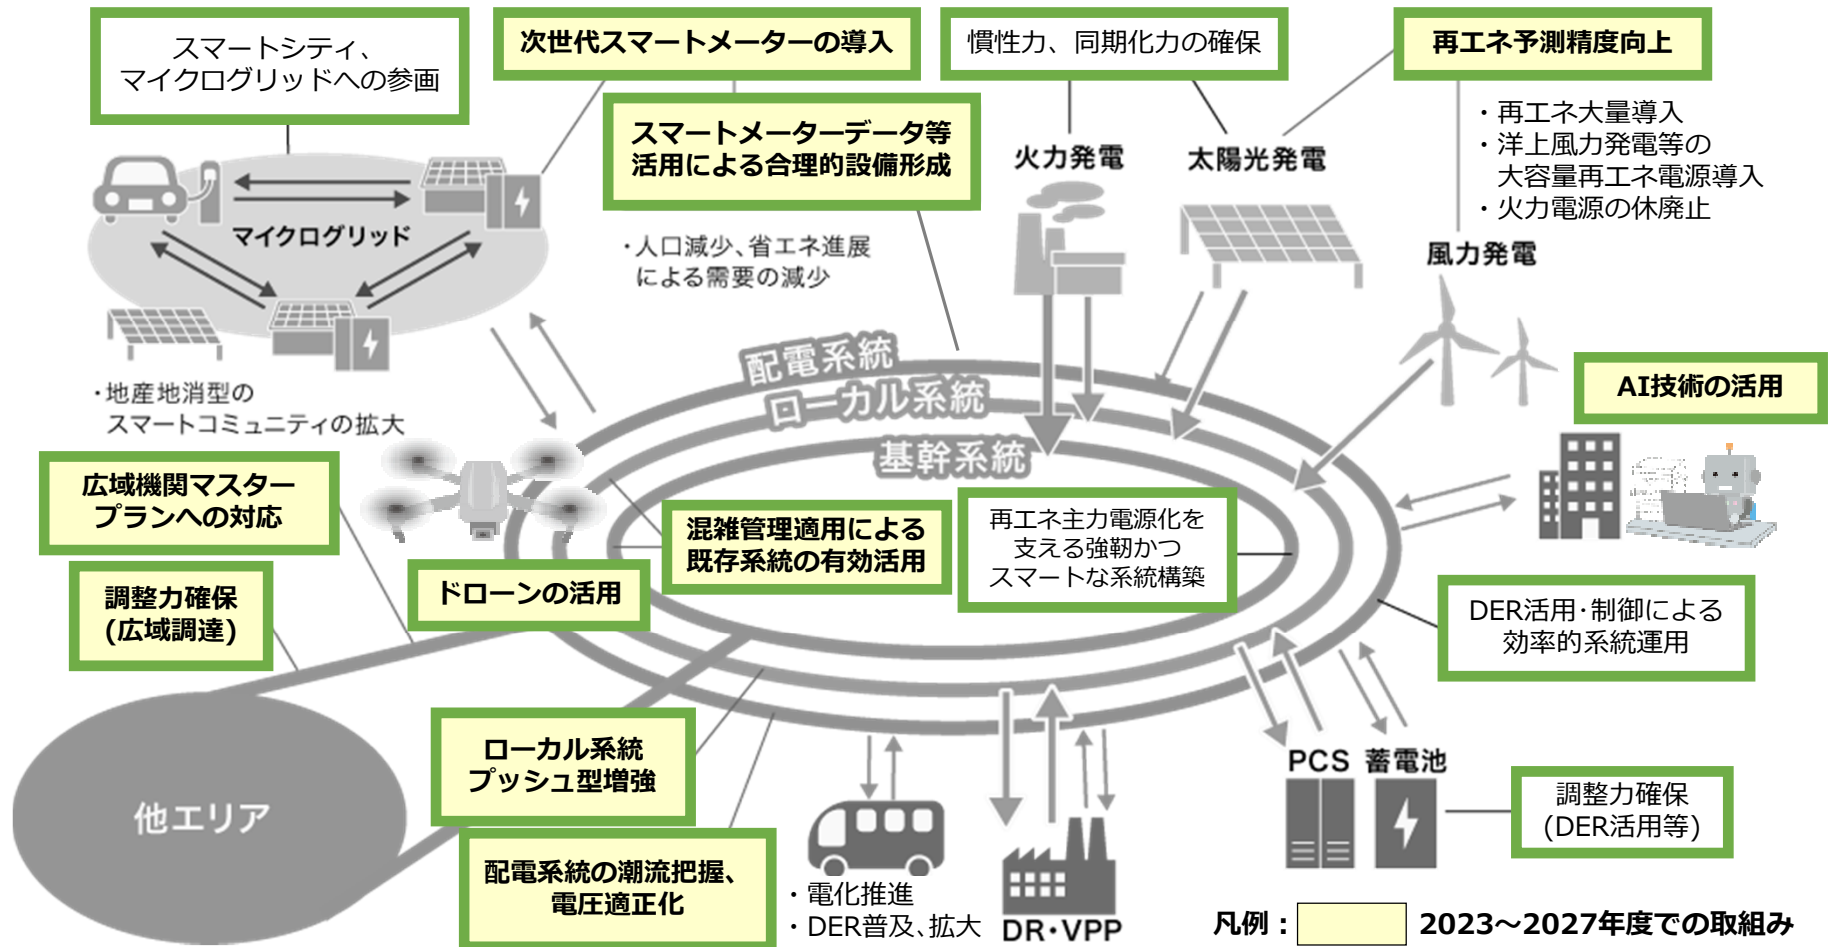 スマートシティ、
マイクログリッドへの参画
次世代スマートメーターの導入
慣性力、同期化力の確保
再エネ予測精度向上
スマートメーターデータ等
活用による合理的設備形成
・人口減少、省エネ進展
による需要の減少
火力発電
太陽光発電
・再エネ大量導入
・洋上風力発電等の
大容量再エネ電源導入
・火力電源の休廃止
風力発電
マイクログリッド
・地産地消型の
スマートコミュニティの拡大
配電系統
ローカル系統
基幹系統
AI技術の活用
広域機関マスター
プランへの対応
調整力確保
(広域調達)
ドローンの活用
混雑管理適用による
既存系統の有効活用
再エネ主力電源化を
支える強靭かつ
スマートな系統構築
DER活用・制御による
効率的系統運用
他エリア
ローカル系統
プッシュ型増強
配電系統の潮流把握、
電圧適正化
・電化推進
・DER普及、拡大
DR・VPP
PCS 蓄電池
調整力確保
(DER活用等)
凡例： 2023～2027年度での取組み